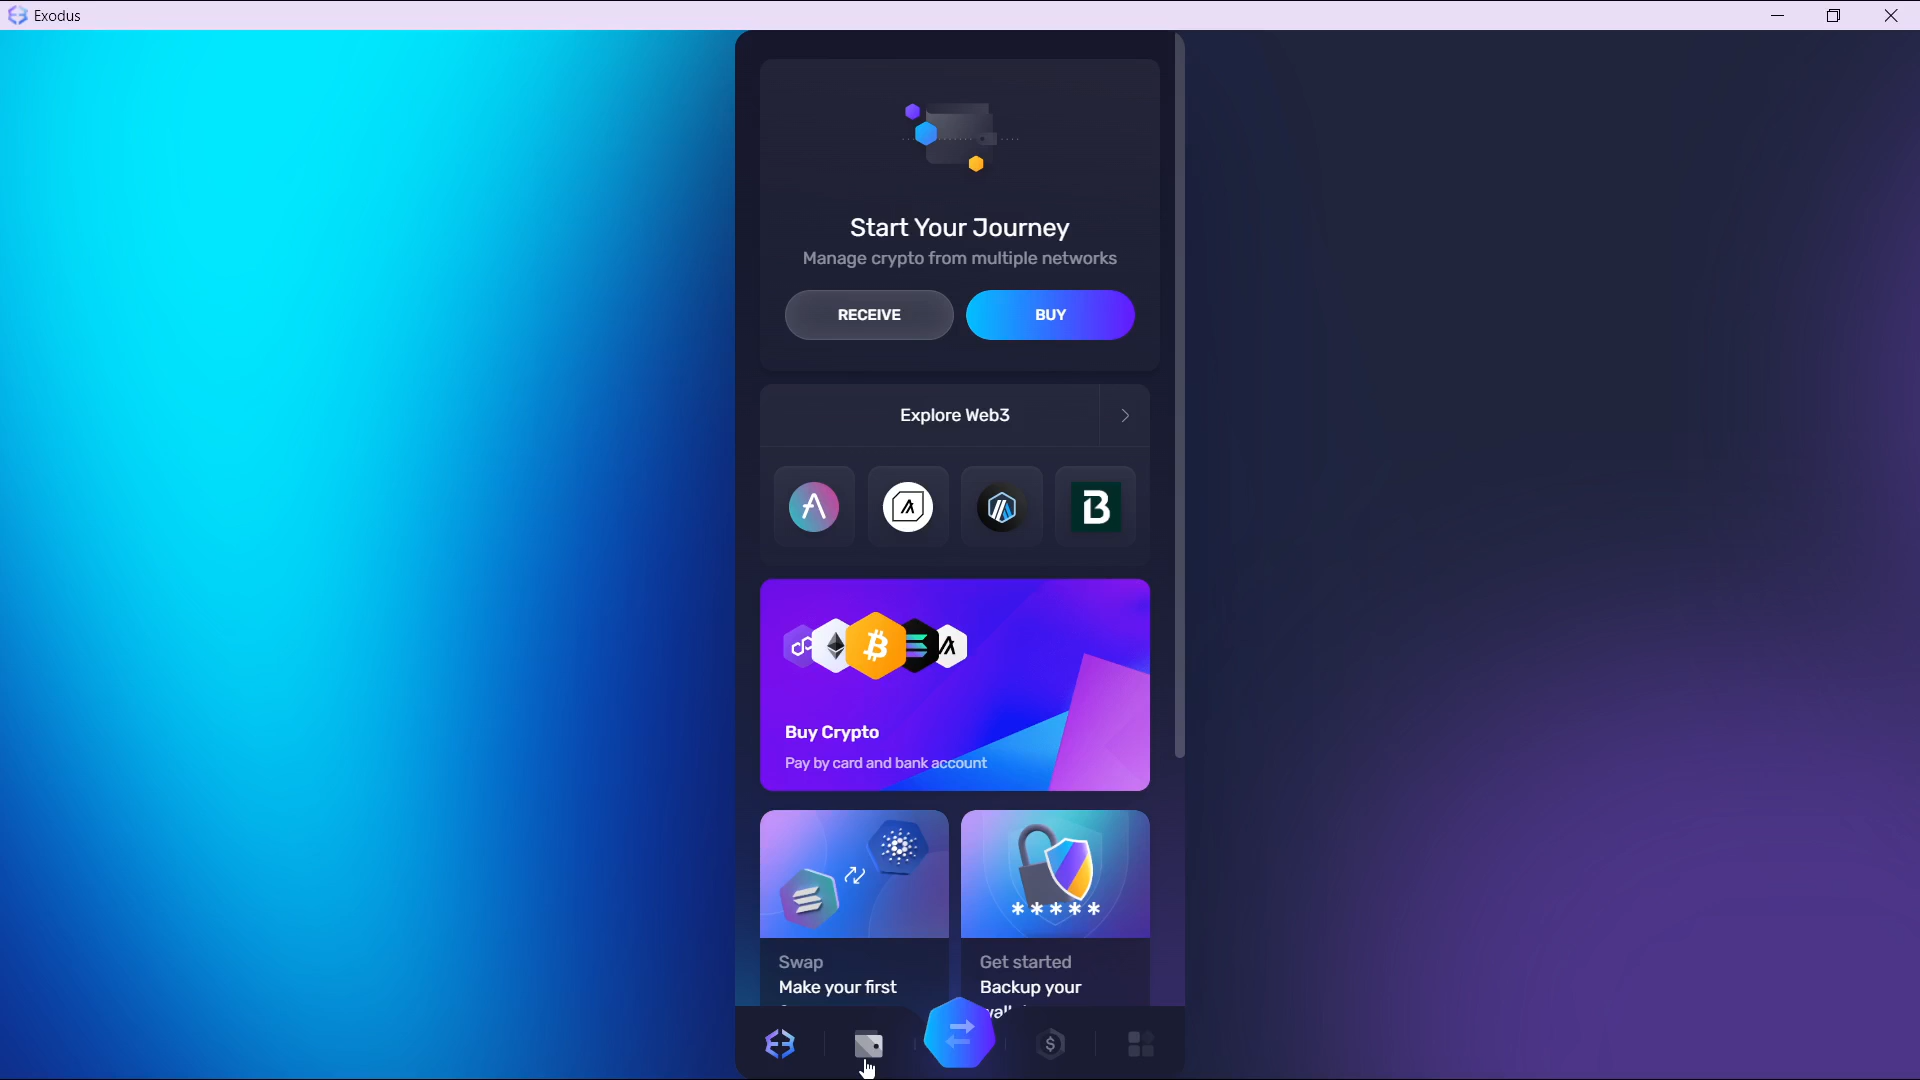 Exodus
Start Your Journey
Manage crypto from multiple networks
RECEIVE
BUY
Explore Web3
Buy Crypto
Pay by card and bank account
*****
Swap
Make your first
Get started
Backup your